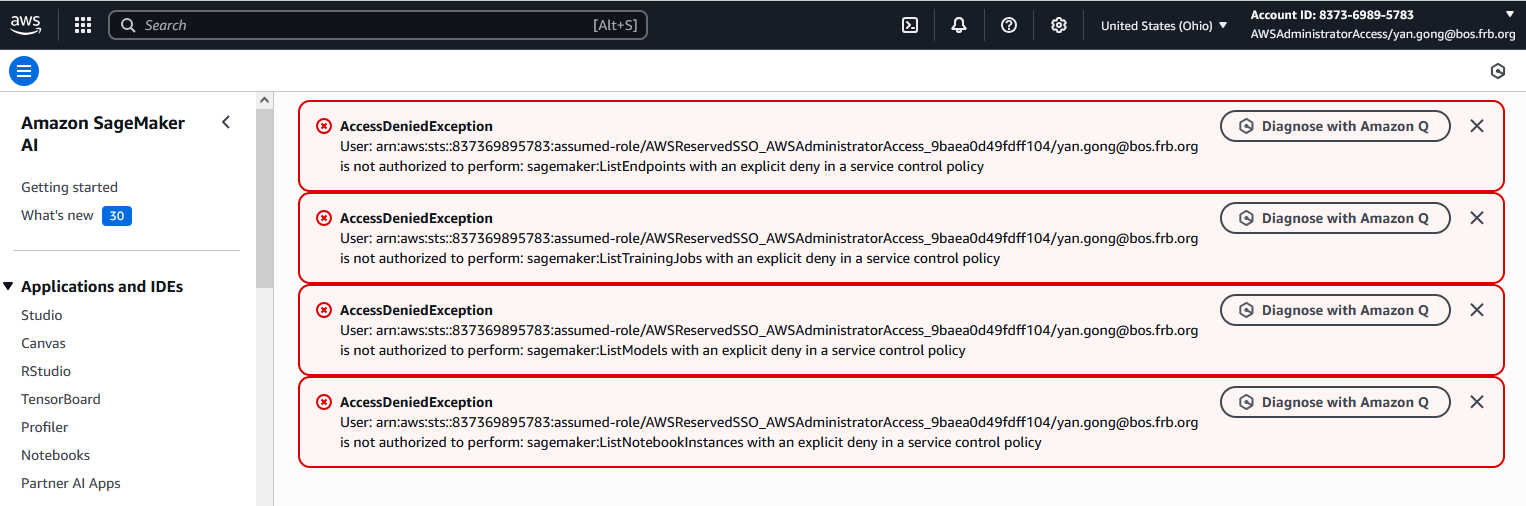 aws
Search
[Alt+S]
United States (Ohio)
Account ID: 8373-6989-5783
AWSAdministratorAccess/yan.gong@bos.frb.org
Amazon SageMaker
AI
Getting started
What's new 30
Applications and IDEs
Studio
Canvas
RStudio
TensorBoard
Profiler
Notebooks
Partner AI Apps
AccessDeniedException
User: arn:aws:sts::837369895783:assumed-role/AWSReservedSSO_AWSAdministratorAccess_9baea0d49fdff104/yan.gong@bos.frb.org
is not authorized to perform: sagemaker:ListEndpoints with an explicit deny in a service control policy
Diagnose with Amazon Q
AccessDeniedException
User: arn:aws:sts::837369895783:assumed-role/AWSReservedSSO_AWSAdministratorAccess_9baea0d49fdff104/yan.gong@bos.frb.org
is not authorized to perform: sagemaker:ListTrainingJobs with an explicit deny in a service control policy
Diagnose with Amazon Q
AccessDeniedException
User: arn:aws:sts::837369895783:assumed-role/AWSReservedSSO_AWSAdministratorAccess_9baea0d49fdff104/yan.gong@bos.frb.org
is not authorized to perform: sagemaker:ListModels with an explicit deny in a service control policy
Diagnose with Amazon Q
AccessDeniedException
User: arn:aws:sts::837369895783:assumed-role/AWSReservedSSO_AWSAdministratorAccess_9baea0d49fdff104/yan.gong@bos.frb.org
is not authorized to perform: sagemaker:ListNotebookInstances with an explicit deny in a service control policy
Diagnose with Amazon Q